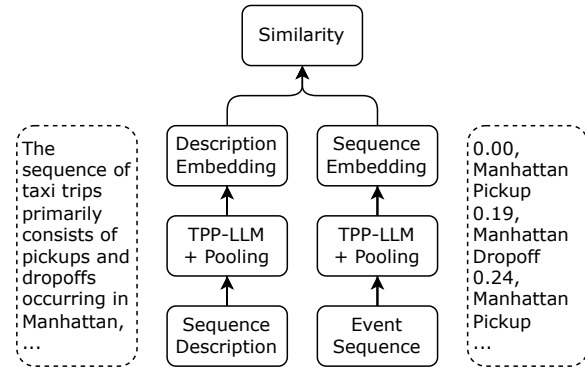 Similarity
The
sequence of
taxi trips
primarily
consists of
pickups and
dropoffs
occurring in
Manhattan,
...
Description
Embedding
TPP-LLM
+ Pooling
Sequence
Description
Sequence
Embedding
TPP-LLM
+ Pooling
Event
Sequence
0.00,
Manhattan
Pickup
0.19,
Manhattan
Dropoff
0.24,
Manhattan
Pickup
...